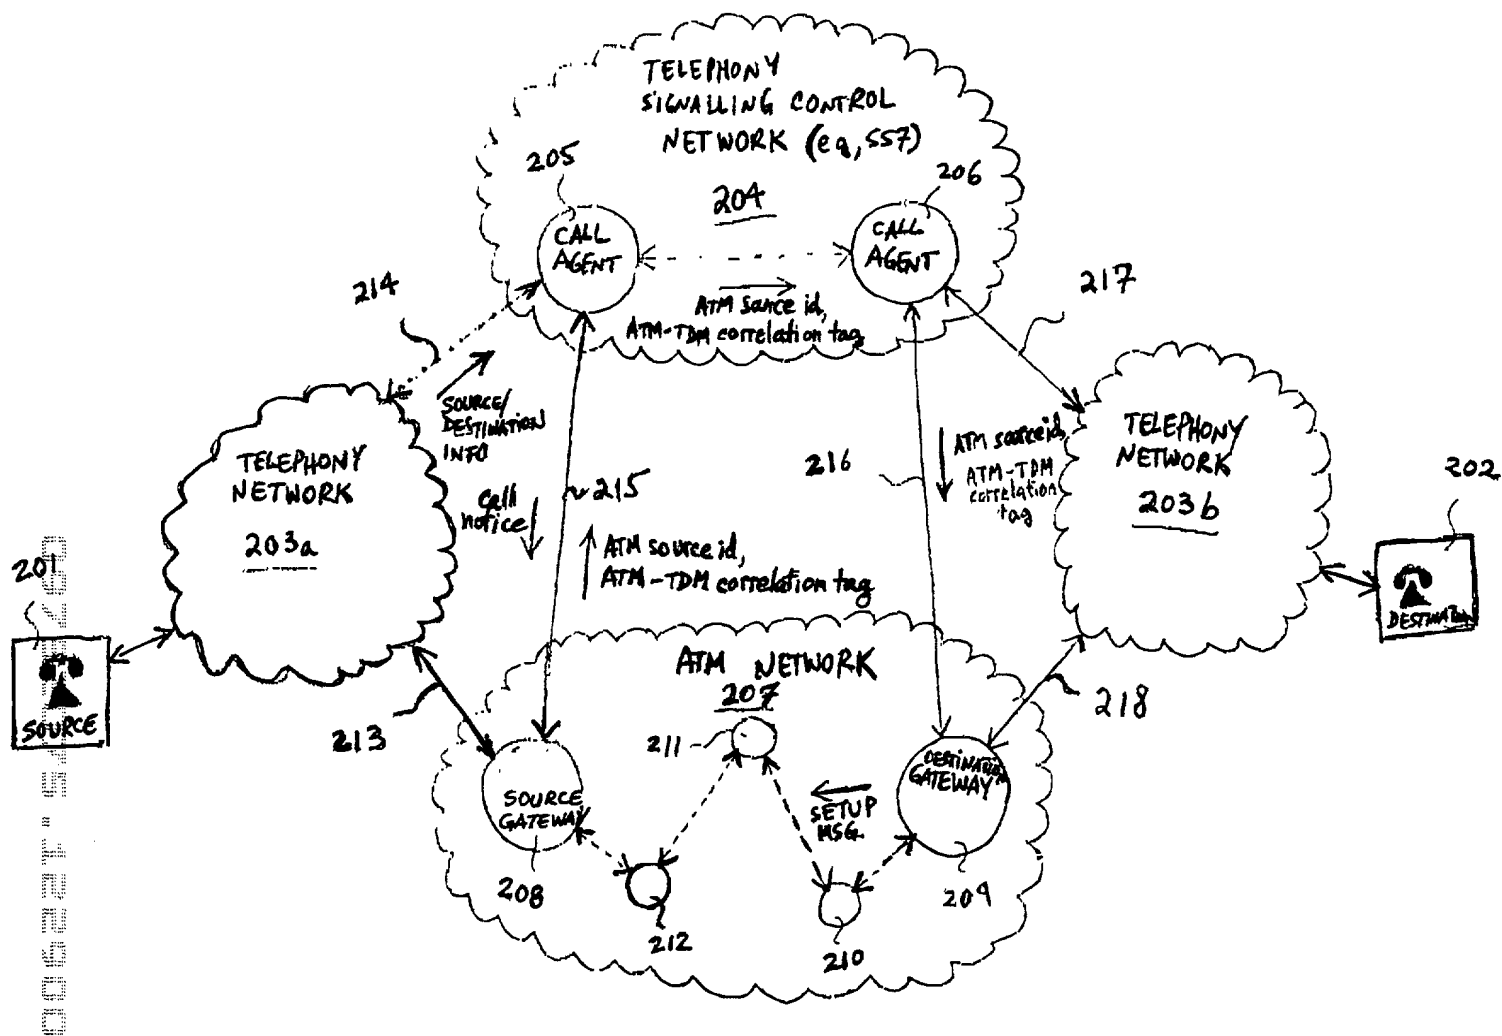 TELEPHONY
SIGNALLING CONTROL
NETWORK (eg, SS7)
205
206
204
CALL
AGENT
CALL
AGENT
214
217
ATM source id,
ATM-TDM correlation tag
SOURCE/
DESTINATION
INFO
TELEPHONY
NETWORK
203a
call
notice
215
ATM source id,
ATM-TDM correlation tag
216
ATM source id,
ATM-TDM
correlation
tag
TELEPHONY
NETWORK
203b
202
DESTINATION
201
SOURCE
213
218
ATM NETWORK
207
211
SOURCE
GATEWAY
DESTINATION
GATEWAY
SETUP
MSG.
208
212
210
209